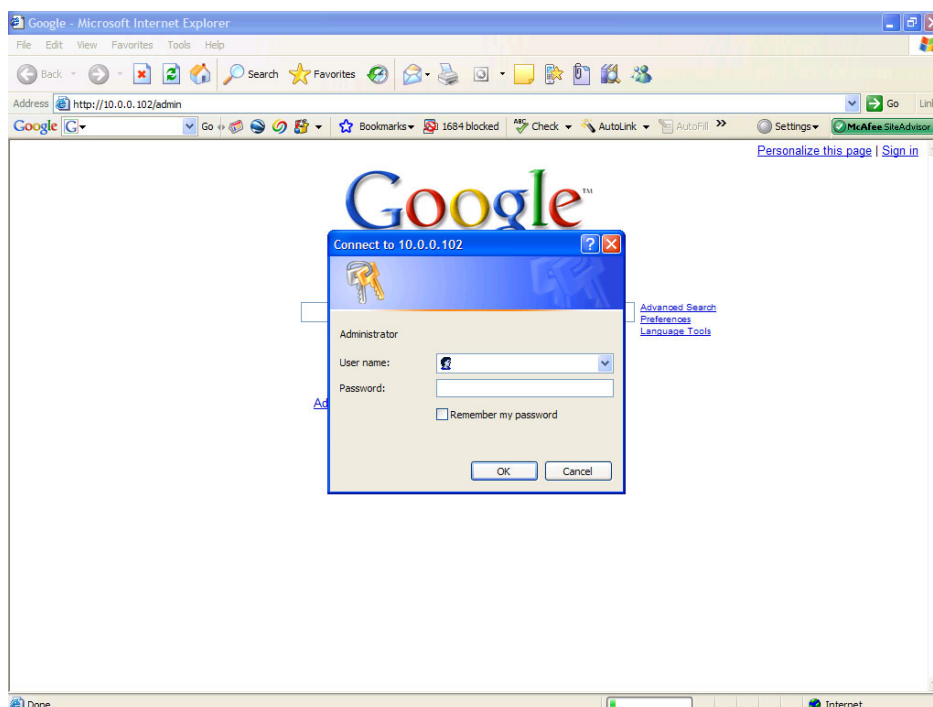 Google - Microsoft Internet Explorer
File Edit View Favorites Tools Help
Back Search Favorites
Address http://10.0.0.102/admin Go
Google G Go Bookmarks 1684 blocked ABC Check AutoLink AutoFill Settings McAfee SiteAdvisor
Personalize this page | Sign in
Google™
Connect to 10.0.0.102
Advanced Search
Preferences
Language Tools
Administrator
User name:
Password:
Ad
Remember my password
OK Cancel
Done Internet